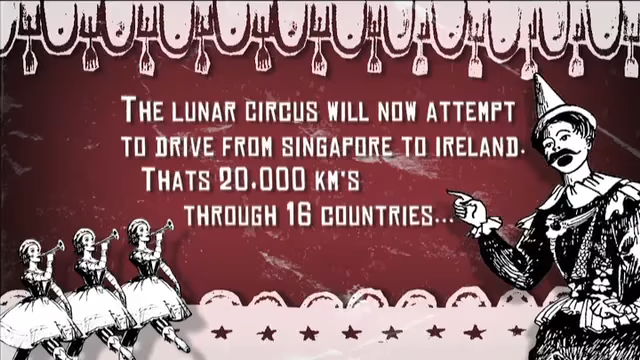 THE LUNAR CIRCUS WILL NOW ATTEMPT
TO DRIVE FROM SINGAPORE TO IRELAND.
THATS 20.000 KM'S
THROUGH 16 COUNTRIES...